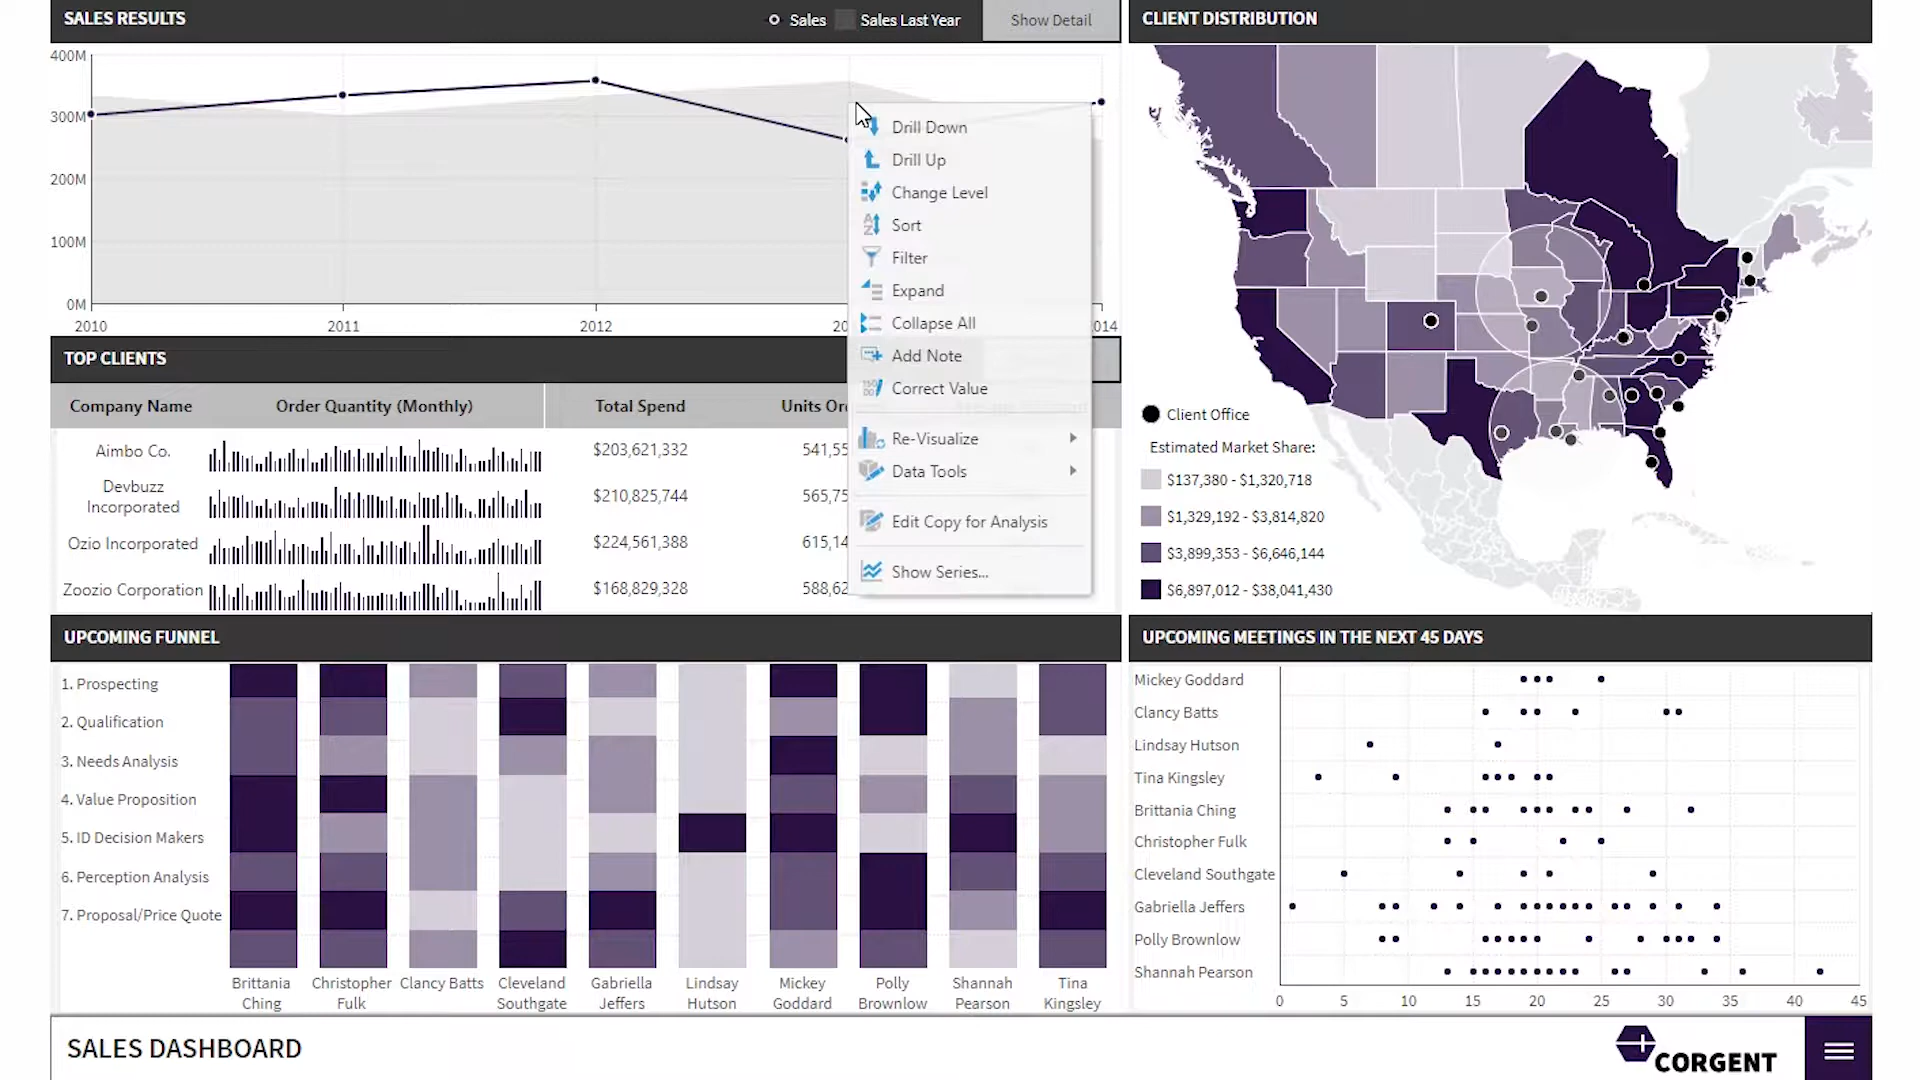 SALES RESULTS
Sales
Sales Last Year
Show Detail
400M
300M
200M
100M
0M
2010
2011
2012
20
014
Drill Down
Drill Up
Change Level
Sort
Filter
Expand
Collapse All
Add Note
Correct Value
Re-Visualize
Data Tools
Edit Copy for Analysis
Show Series...
TOP CLIENTS
Company Name
Order Quantity (Monthly)
Total Spend
Units Or
Aimbo Co.
$203,621,332
541,55
Devbuzz
Incorporated
$210,825,744
565,75
Ozio Incorporated
$224,561,388
615,14
Zoozio Corporation
$168,829,328
588,62
CLIENT DISTRIBUTION
Client Office
Estimated Market Share:
$137,380 - $1,320,718
$1,329,192 - $3,814,820
$3,899,353 - $6,646,144
$6,897,012 - $38,041,430
UPCOMING FUNNEL
1. Prospecting
2. Qualification
3. Needs Analysis
4. Value Proposition
5. ID Decision Makers
6. Perception Analysis
7. Proposal/Price Quote
Brittania
Ching
Christopher
Fulk
Clancy Batts
Cleveland
Southgate
Gabriella
Jeffers
Lindsay
Hutson
Mickey
Goddard
Polly
Brownlow
Shannah
Pearson
Tina
Kingsley
UPCOMING MEETINGS IN THE NEXT 45 DAYS
Mickey Goddard
Clancy Batts
Lindsay Hutson
Tina Kingsley
Brittania Ching
Christopher Fulk
Cleveland Southgate
Gabriella Jeffers
Polly Brownlow
Shannah Pearson
0
5
10
15
20
25
30
35
40
45
SALES DASHBOARD
CORGENT